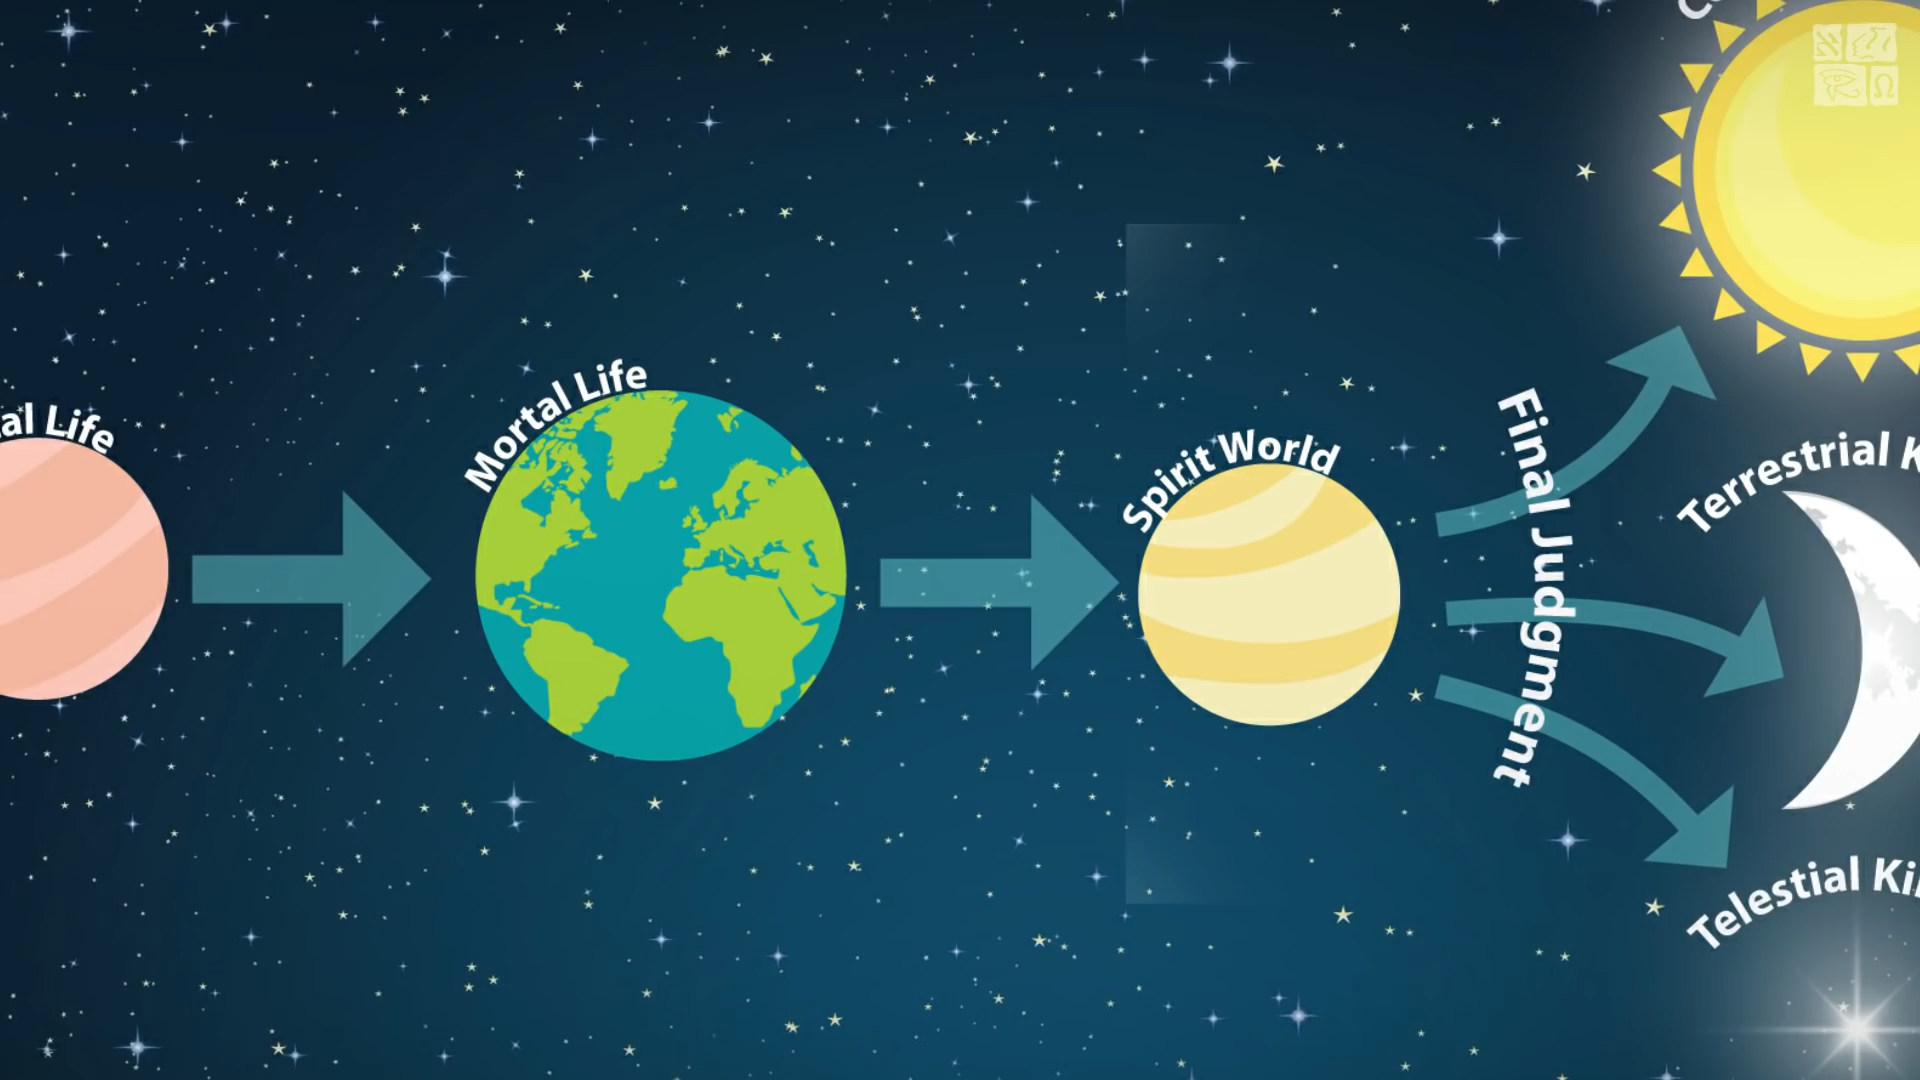 al Life
Mortal Life
Spirit World
Final Judgment
Terrestrial K
Telestial Ki